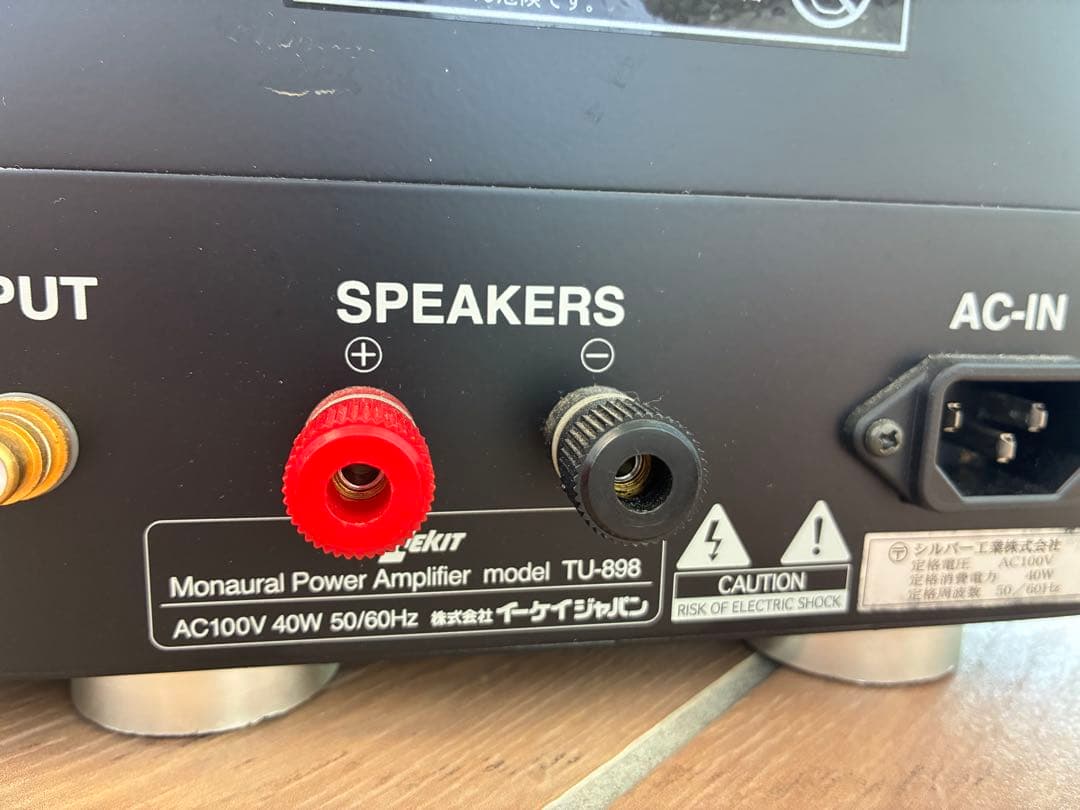 です。
PUT
SPEAKERS
+ −
AC-IN
EKIT
Monaural Power Amplifier model TU-898
AC100V 40W 50/60Hz 株式会社 イーケイジャパン
CAUTION
RISK OF ELECTRIC SHOCK
〒 シルバー工業株式会社
定格電圧 AC100V
定格消費電力 40W
定格周波数 50/60Hz